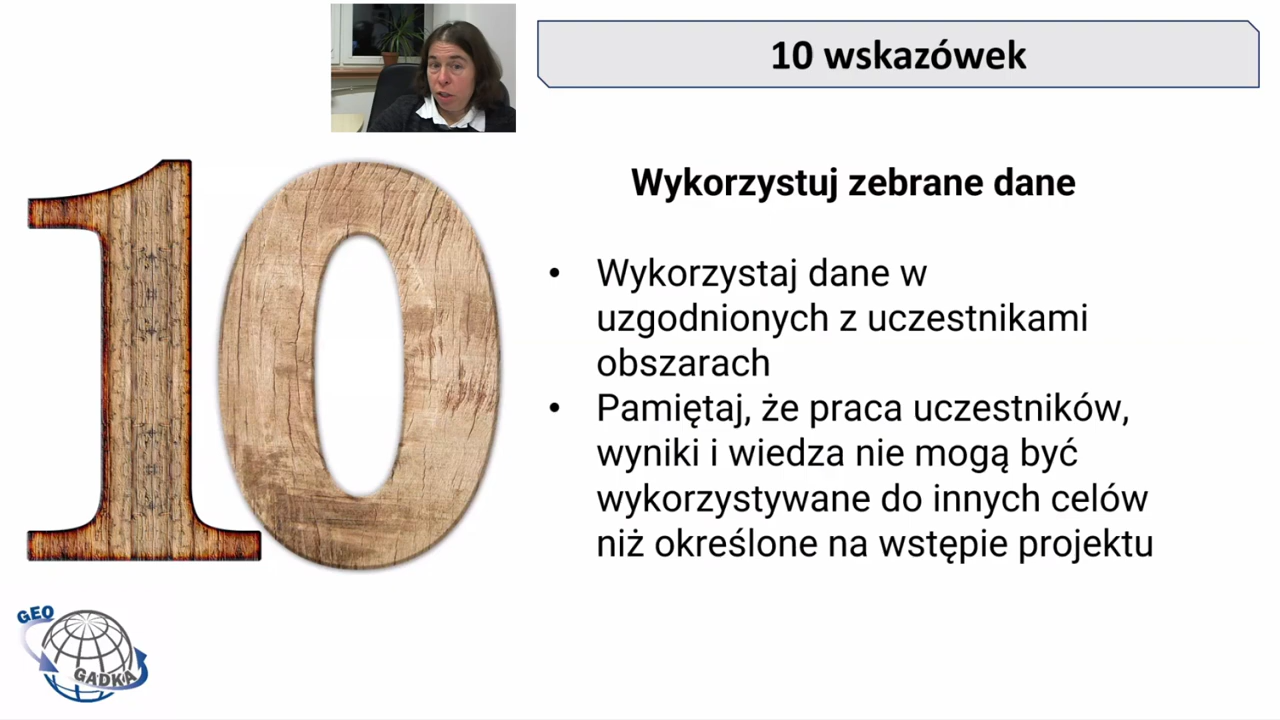 10 wskazówek
10
Wykorzystuj zebrane dane
• Wykorzystaj dane w
uzgodnionych z uczestnikami
obszarach
• Pamiętaj, że praca uczestników,
wyniki i wiedza nie mogą być
wykorzystywane do innych celów
niż określone na wstępie projektu
GEO
GADKA